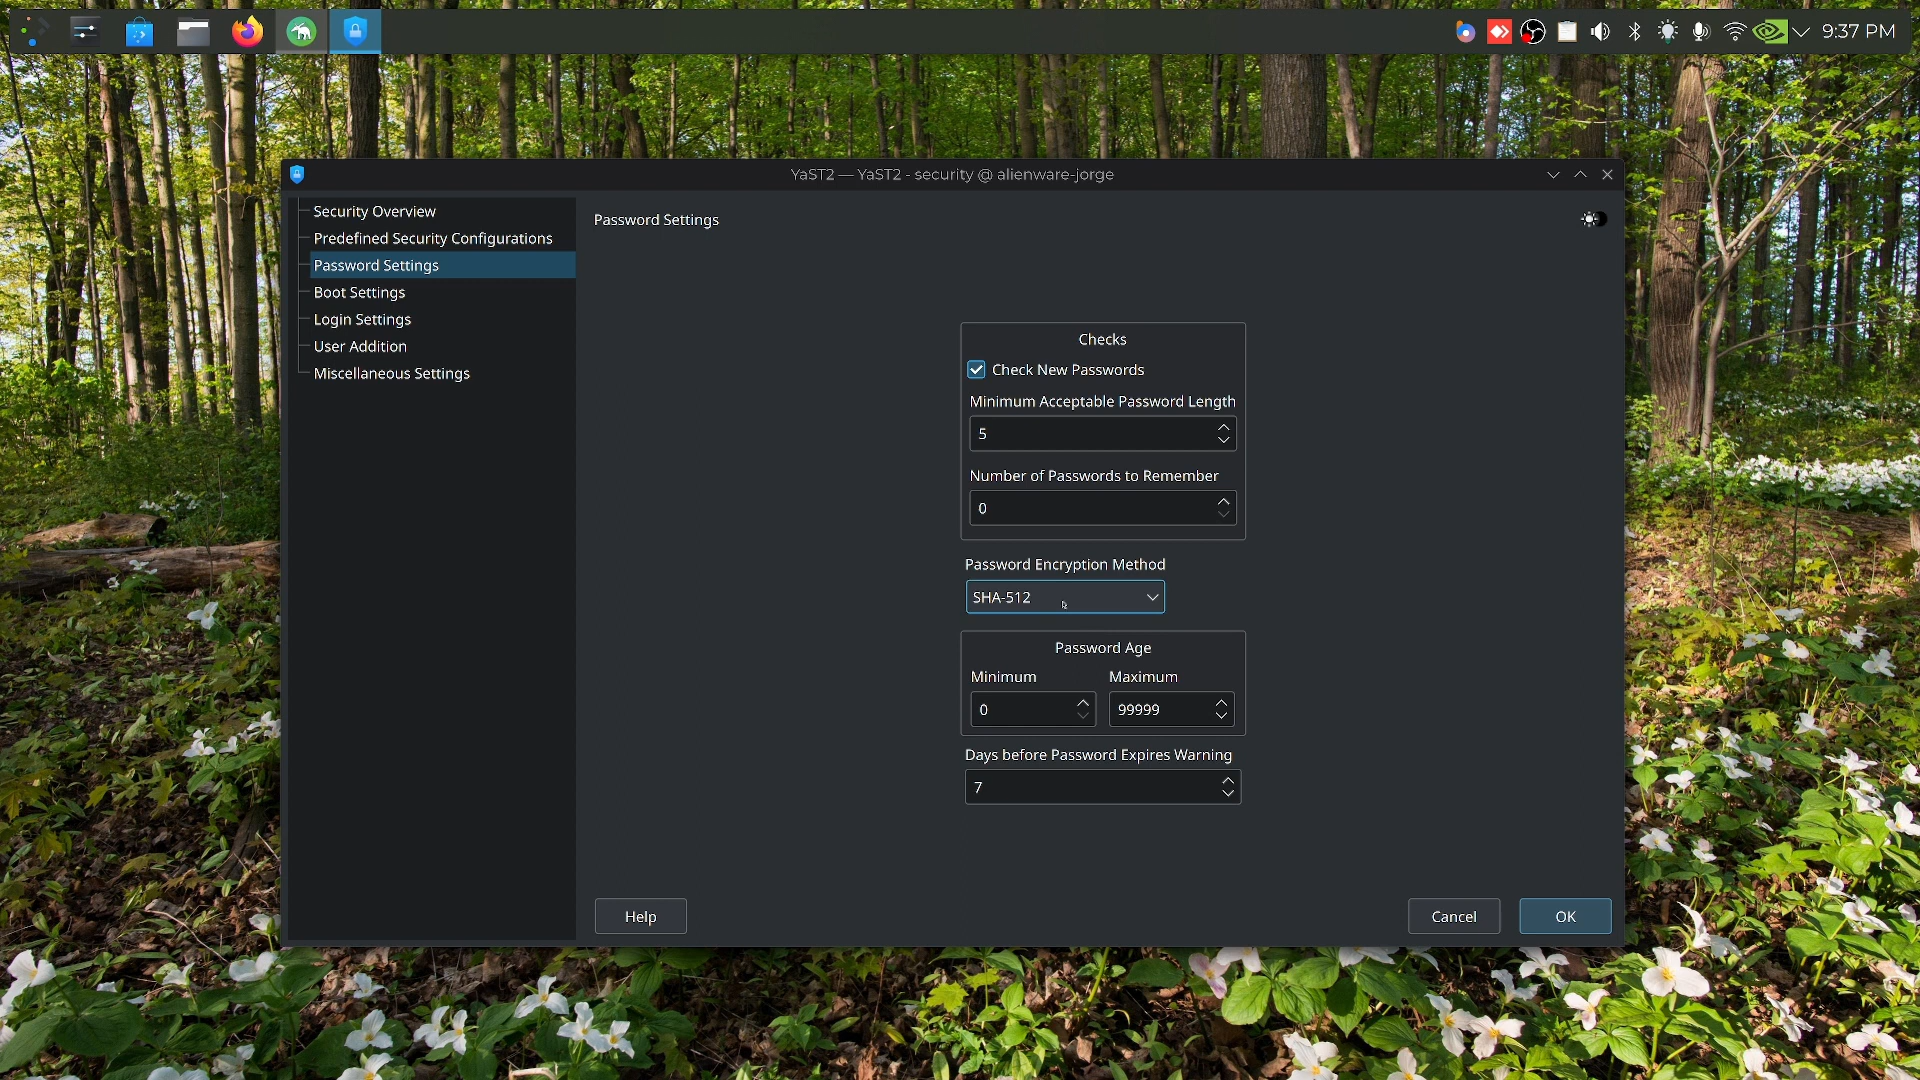 9:37 PM
YaST2 — YaST2 - security @ alienware-jorge
Security Overview
Predefined Security Configurations
Password Settings
Boot Settings
Login Settings
User Addition
Miscellaneous Settings
Password Settings
Checks
Check New Passwords
Minimum Acceptable Password Length
5
Number of Passwords to Remember
0
Password Encryption Method
SHA-512
Password Age
Minimum Maximum
0 99999
Days before Password Expires Warning
7
Help Cancel OK